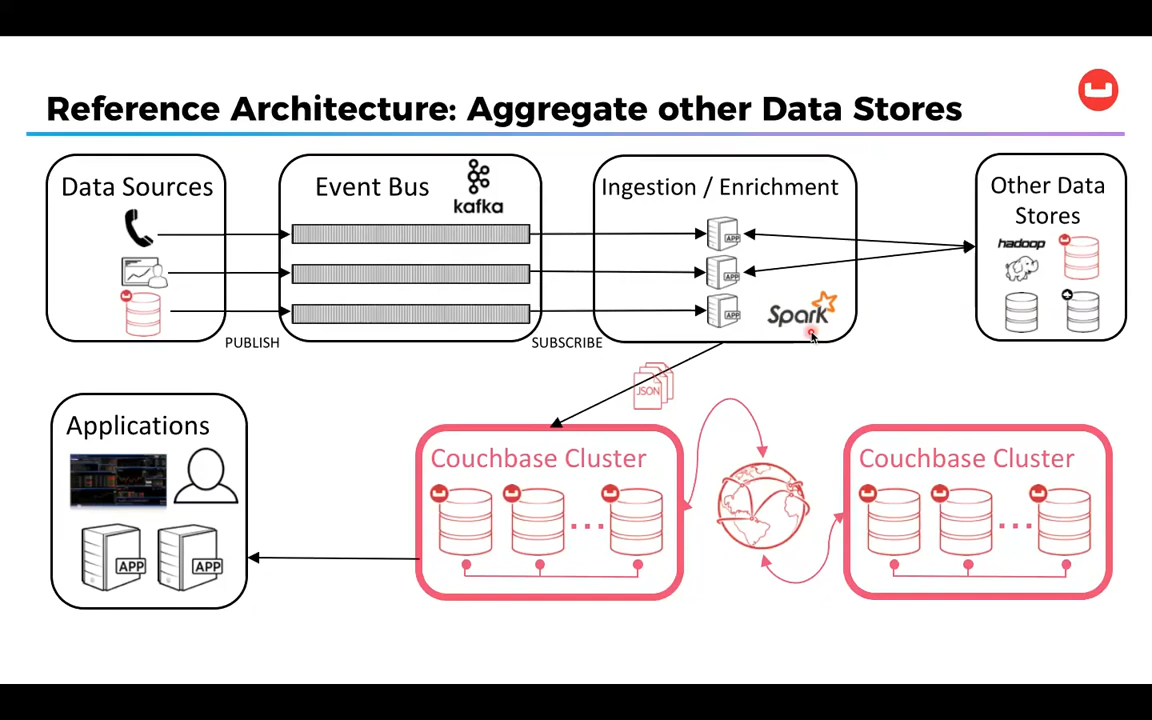 Reference Architecture: Aggregate other Data Stores
Data Sources
Event Bus
kafka
Ingestion / Enrichment
Other Data
Stores
hadoop
APP
APP
APP
Spark
PUBLISH
SUBSCRIBE
JSON
Applications
APP
APP
Couchbase Cluster
...
Couchbase Cluster
...